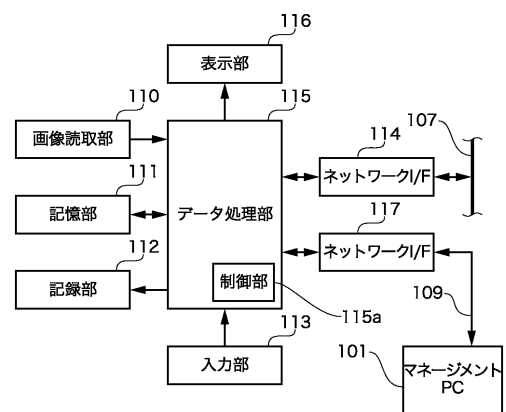 116
表示部
110
115
画像読取部
114
107
ネットワークI/F
111
記憶部
データ処理部
117
ネットワークI/F
112
記録部
制御部
115a
109
113
入力部
101
マネージメント
PC